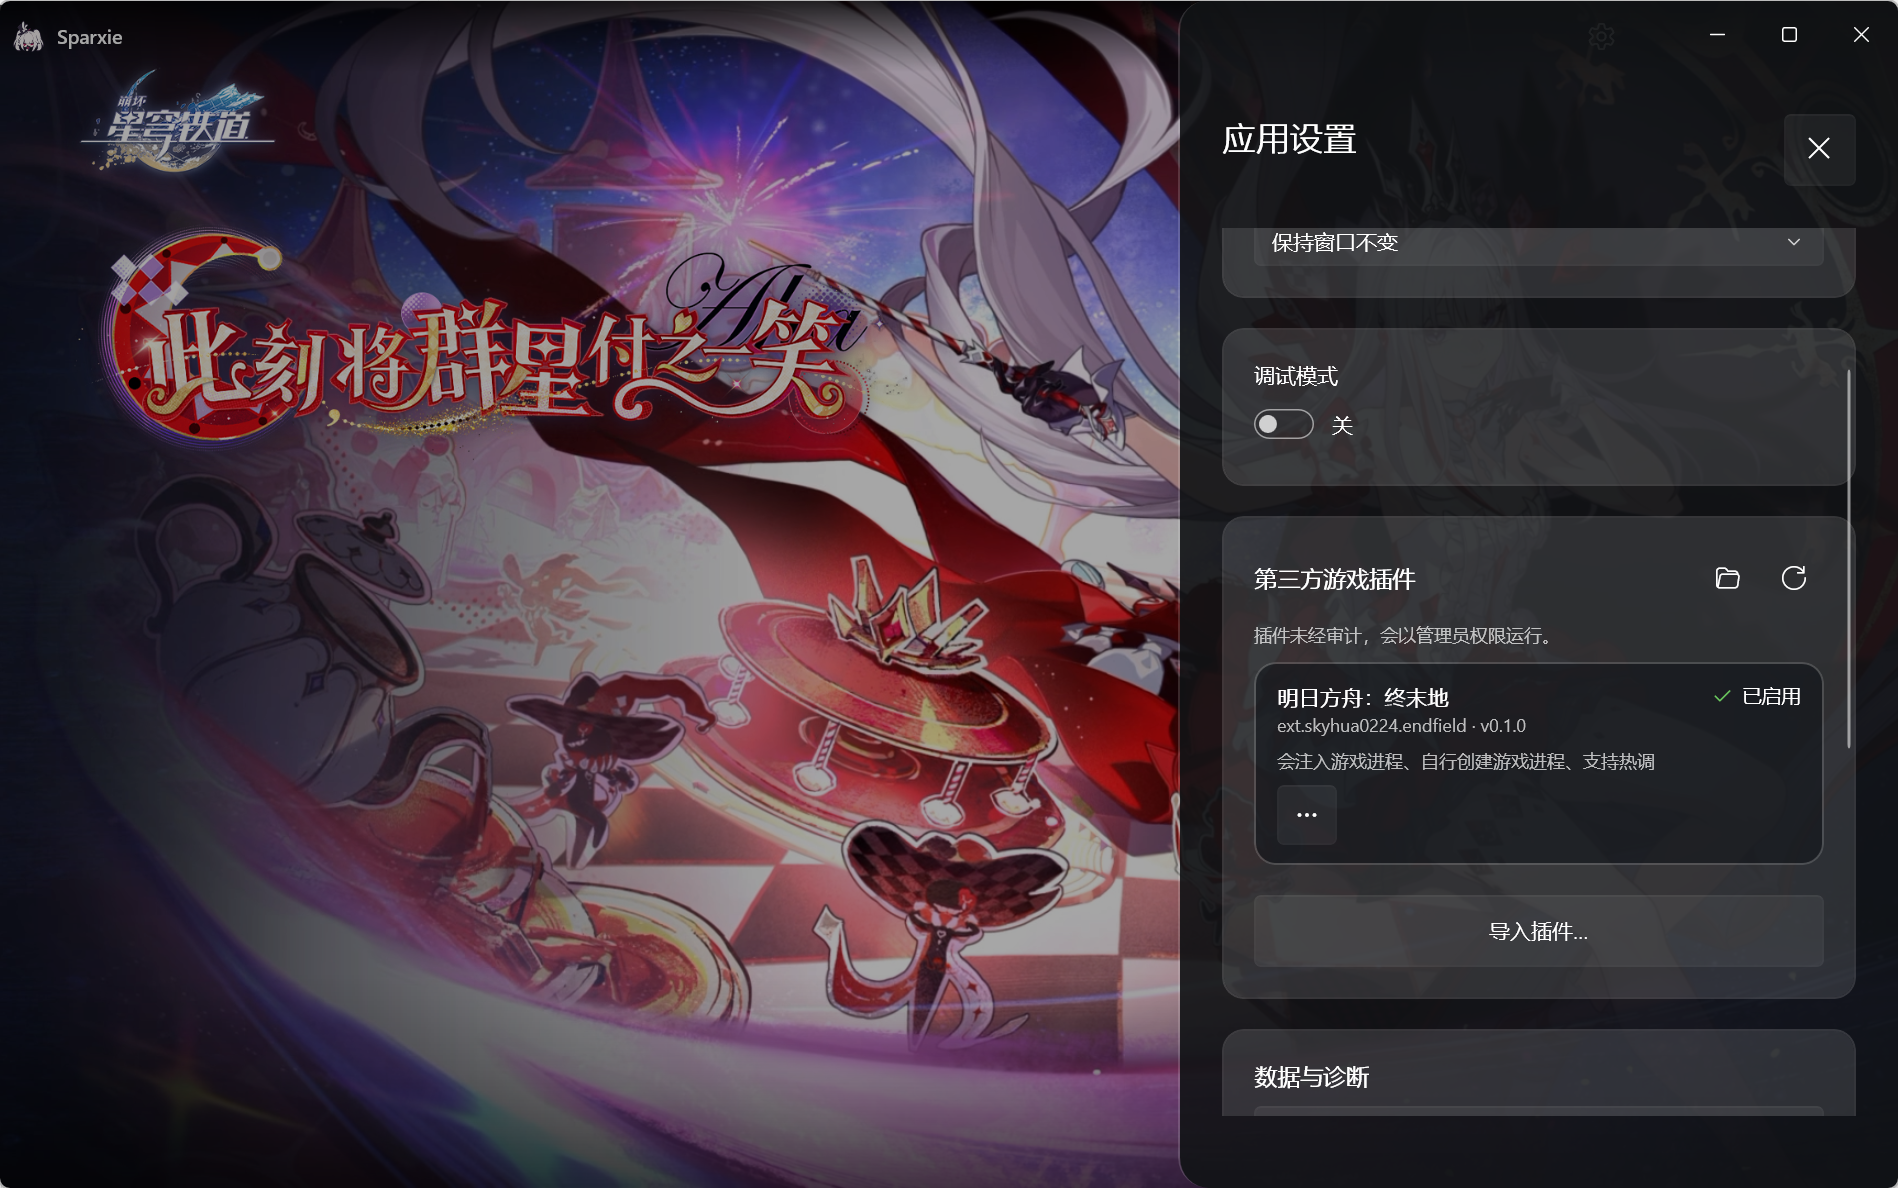 Sparxie
崩坏
星穹铁道
此刻将群星付之一笑
Aha
应用设置
保持窗口不变
调试模式
关
第三方游戏插件
插件未经审计，会以管理员权限运行。
明日方舟：终末地
已启用
ext.skyhua0224.endfield · v0.1.0
会注入游戏进程、自行创建游戏进程、支持热调
导入插件...
数据与诊断